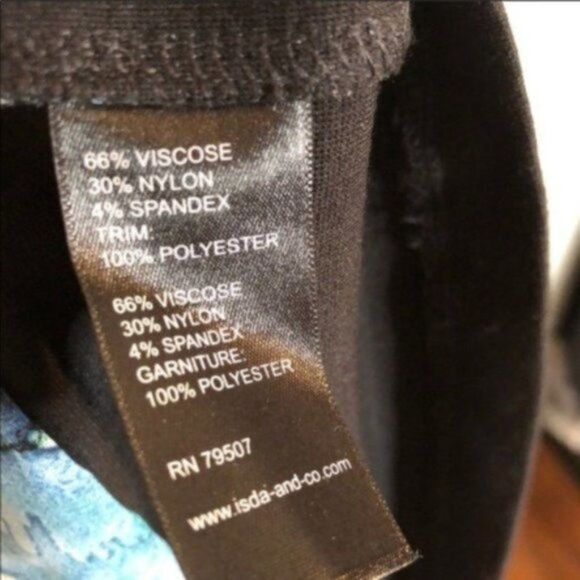 66% VISCOSE
30% NYLON
4% SPANDEX
TRIM:
100% POLYESTER
66% VISCOSE
30% NYLON
4% SPANDEX
GARNITURE:
100% POLYESTER
RN 79507
www.isda-and-co.com